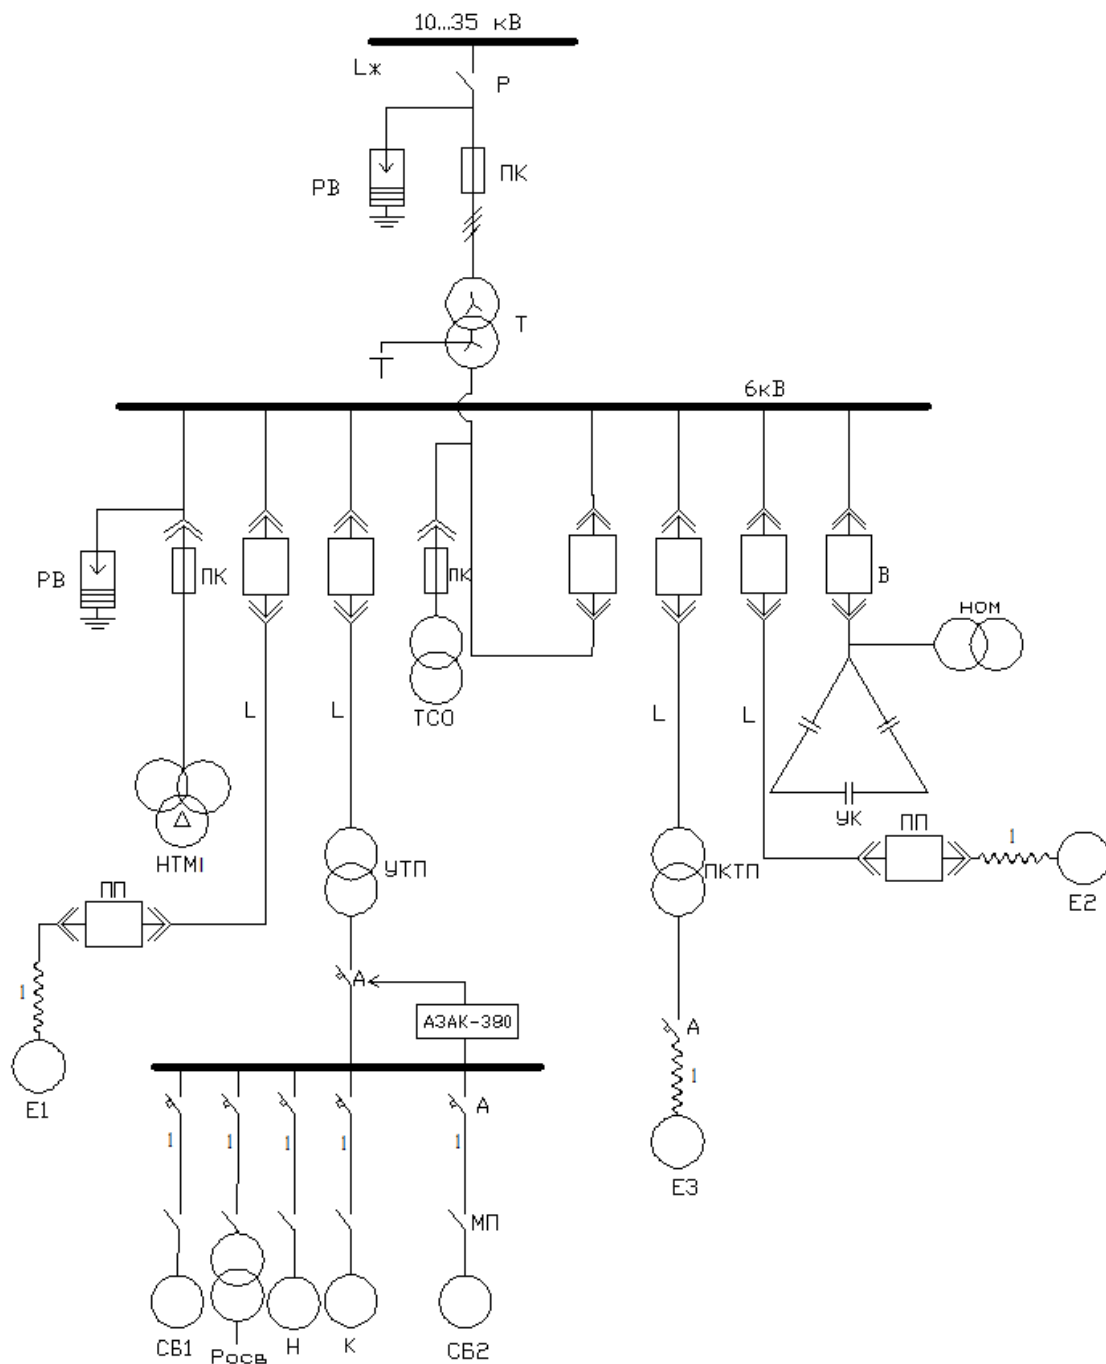 10...35 кВ
Lж
Р
ПК
РВ
Т
6кВ
РВ
ПК
ПК
В
НОМ
L
L
ТСО
L
L
УК
НТМІ
УТП
ПКТП
ПП
1
Е2
ПП
А
1
АЗАК-380
А
1
Е1
А
Е3
1
1
1
1
1
МП
СБ1
Росв
Н
К
СБ2